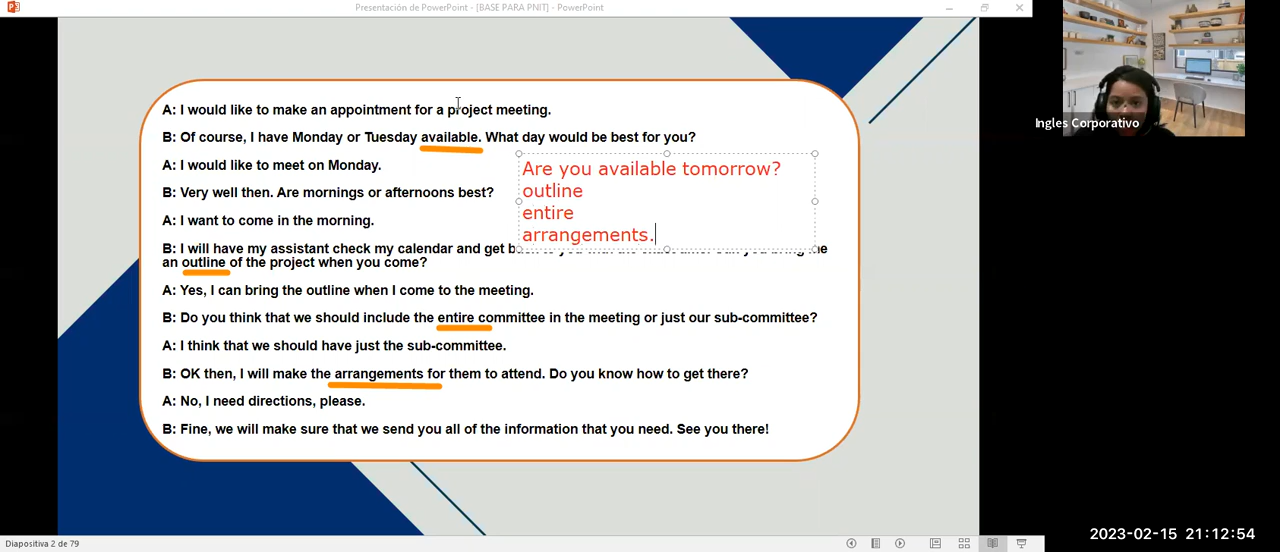 Presentación de PowerPoint - [BASE PARA PNIT] - PowerPoint
A: I would like to make an appointment for a project meeting.
B: Of course, I have Monday or Tuesday available. What day would be best for you?
A: I would like to meet on Monday.
Are you available tomorrow?
outline
entire
arrangements.
B: Very well then. Are mornings or afternoons best?
A: I want to come in the morning.
B: I will have my assistant check my calendar and get
an outline of the project when you come?
A: Yes, I can bring the outline when I come to the meeting.
B: Do you think that we should include the entire committee in the meeting or just our sub-committee?
A: I think that we should have just the sub-committee.
B: OK then, I will make the arrangements for them to attend. Do you know how to get there?
A: No, I need directions, please.
B: Fine, we will make sure that we send you all of the information that you need. See you there!
Ingles Corporativo
2023-02-15 21:12:54
Diapositiva 2 de 79